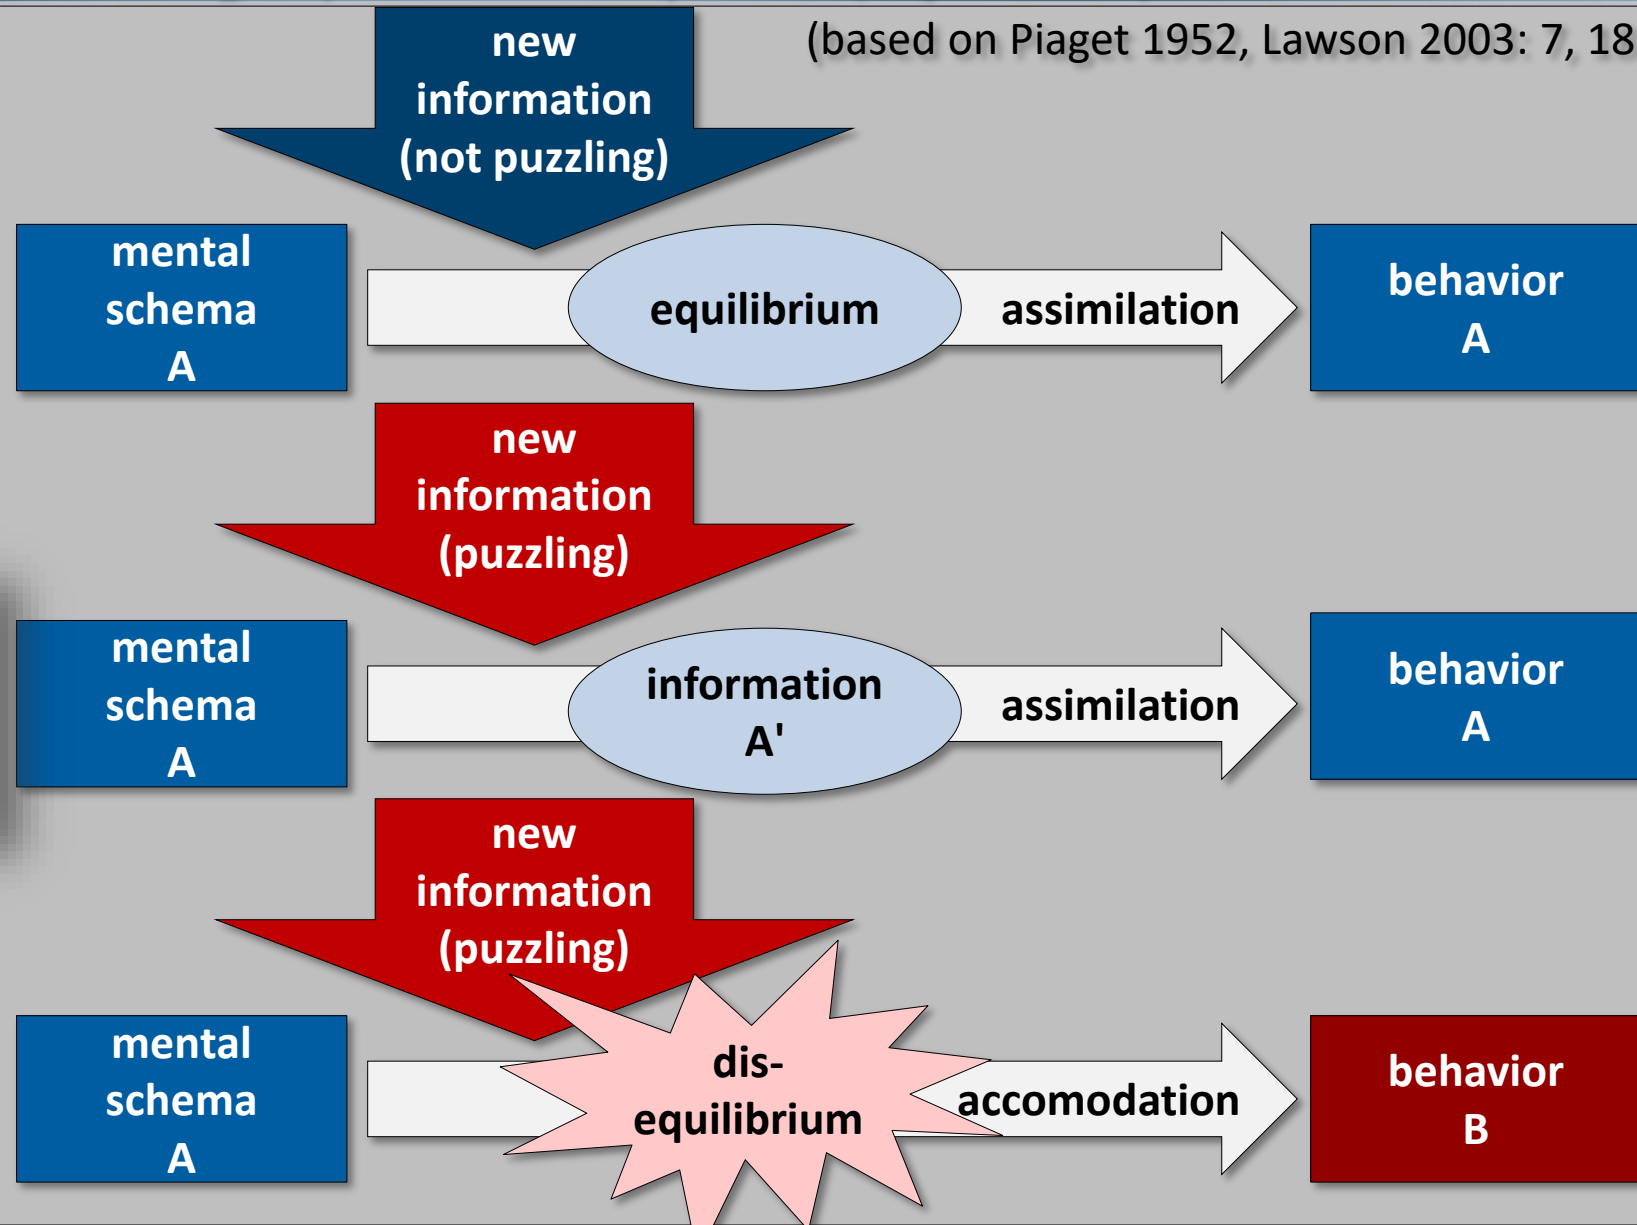 (based on Piaget 1952, Lawson 2003: 7, 18
new
information
(not puzzling)
mental
schema
A
equilibrium
assimilation
behavior
A
new
information
(puzzling)
mental
schema
A
information
A'
assimilation
behavior
A
new
information
(puzzling)
mental
schema
A
dis-
equilibrium
accomodation
behavior
B